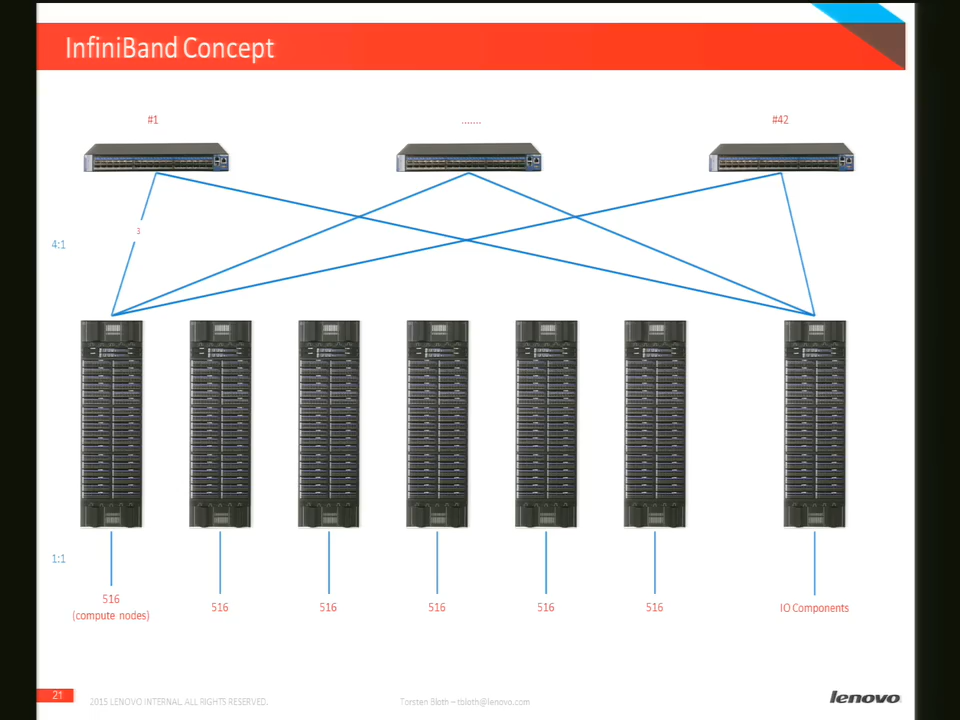 InfiniBand Concept
#1
.......
#42
3
4:1
1:1
516
(compute nodes)
516
516
516
516
516
IO Components
21
2015 LENOVO INTERNAL. ALL RIGHTS RESERVED.
Torsten Bloth – tbloth@lenovo.com
lenovo